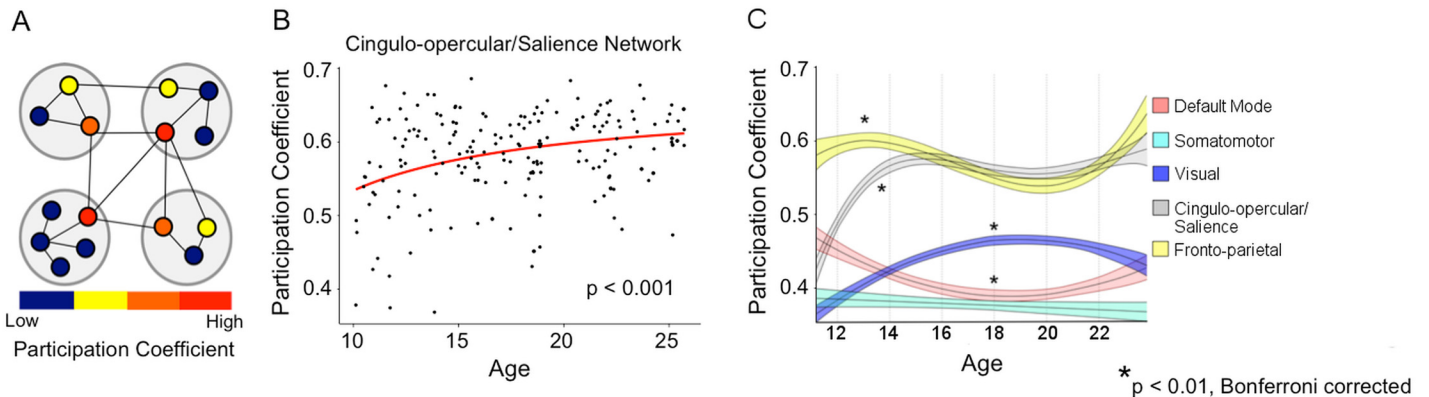 A
Low
High
Participation Coefficient
B
Cingulo-opercular/Salience Network
Participation Coefficient
0.7
0.6
0.5
0.4
p < 0.001
10
15
20
25
Age
C
Participation Coefficient
0.7
0.6
0.5
0.4
*
*
*
*
12
14
16
18
20
22
Age
Default Mode
Somatomotor
Visual
Cingulo-opercular/
Salience
Fronto-parietal
*p < 0.01, Bonferroni corrected